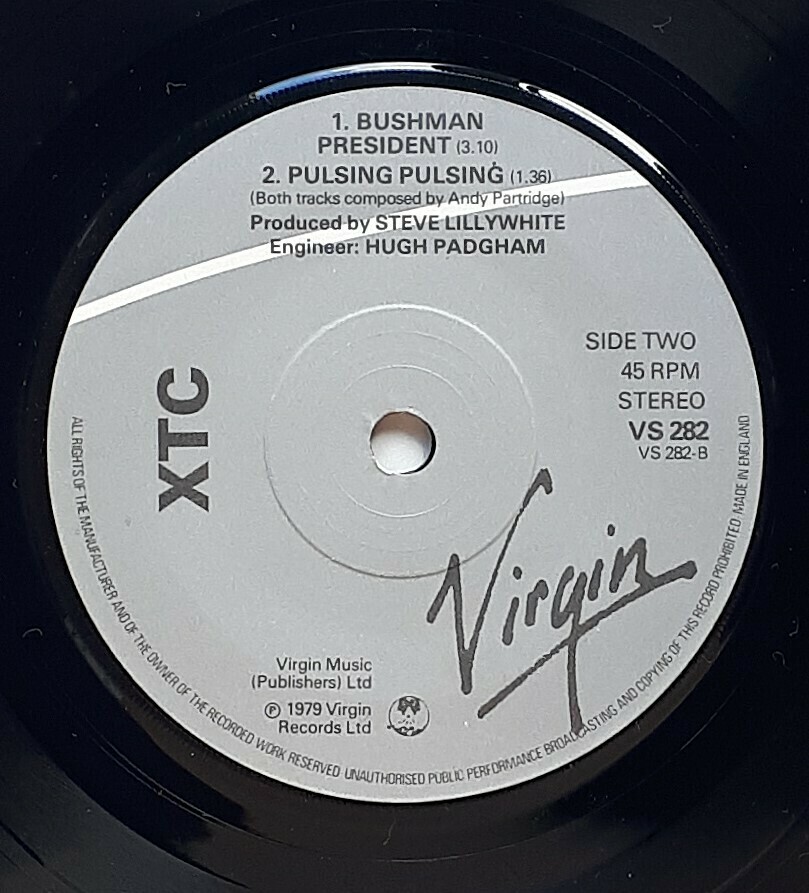 1. BUSHMAN
PRESIDENT (3.10)
2. PULSING PULSING (1.36)
(Both tracks composed by Andy Partridge)
Produced by STEVE LILLYWHITE
Engineer: HUGH PADGHAM
XTC
SIDE TWO
45 RPM
STEREO
VS 282
VS 282-B
Virgin
Virgin Music
(Publishers) Ltd
℗ 1979 Virgin
Records Ltd
ALL RIGHTS OF THE MANUFACTURER AND OF THE OWNER OF THE RECORDED WORK RESERVED UNAUTHORISED PUBLIC PERFORMANCE BROADCASTING AND COPYING OF THIS RECORD PROHIBITED. MADE IN ENGLAND